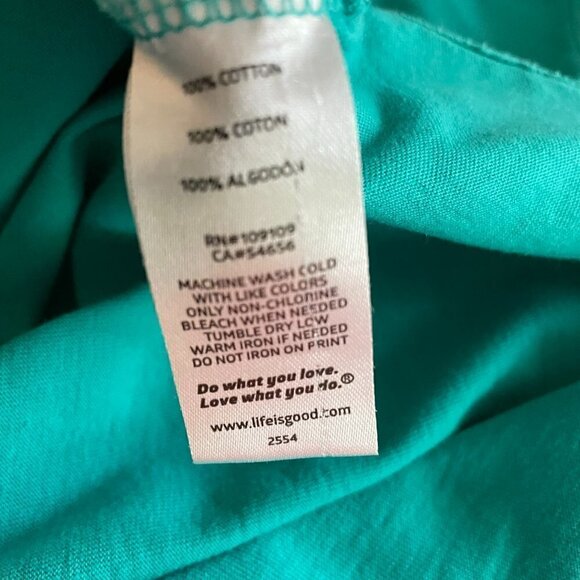 100% COTTON
100% COTON
100% ALGODÓN
RN#109109
CA#54656
MACHINE WASH COLD
WITH LIKE COLORS
ONLY NON-CHLORINE
BLEACH WHEN NEEDED
TUMBLE DRY LOW
WARM IRON IF NEEDED
DO NOT IRON ON PRINT
Do what you love.
Love what you do.®
www.lifeisgood.com
2554